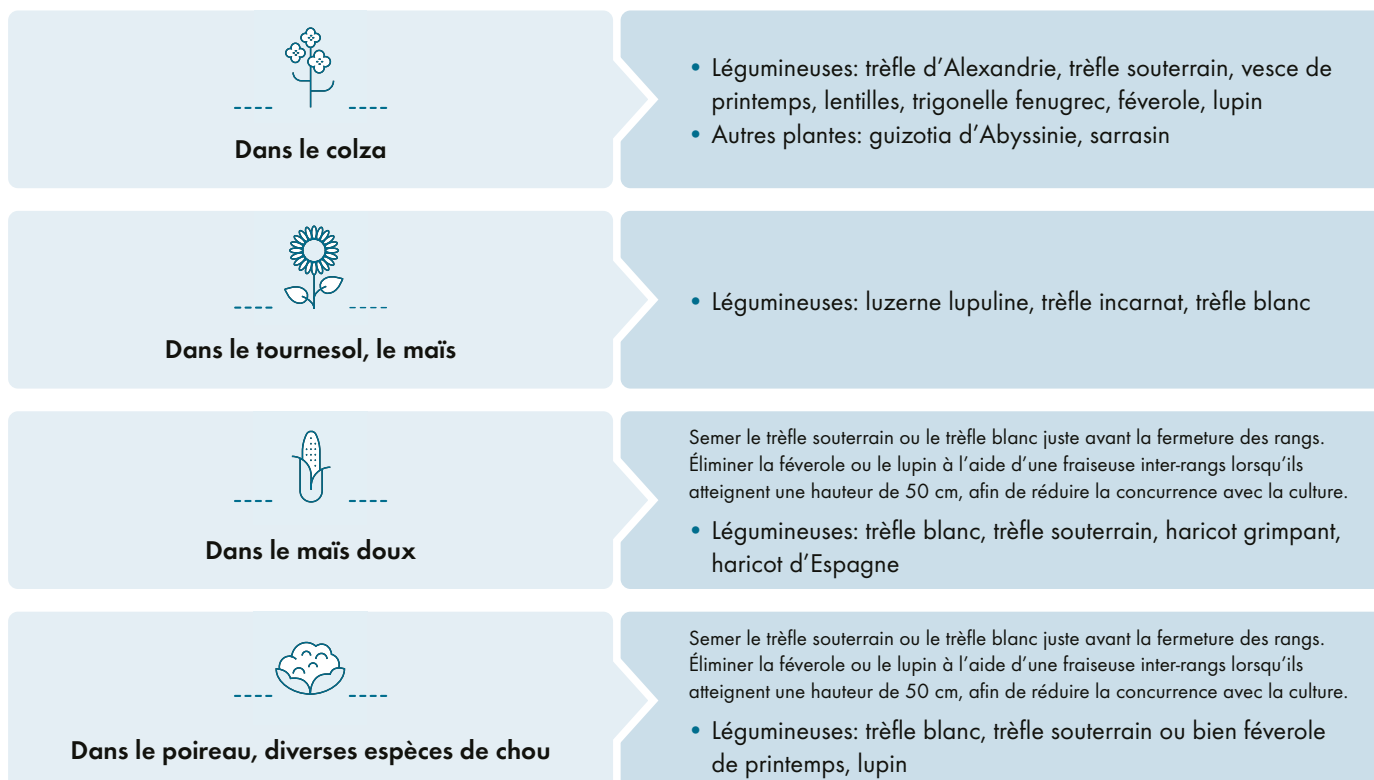 Dans le colza
• Légumineuses: trèfle d’Alexandrie, trèfle souterrain, vesce de
printemps, lentilles, trigonelle fenugrec, féverole, lupin
• Autres plantes: guizotia d’Abyssinie, sarrasin
Dans le tournesol, le maïs
• Légumineuses: luzerne lupuline, trèfle incarnat, trèfle blanc
Dans le maïs doux
Semer le trèfle souterrain ou le trèfle blanc juste avant la fermeture des rangs.
Éliminer la féverole ou le lupin à l’aide d’une fraiseuse inter-rangs lorsqu’ils
atteignent une hauteur de 50 cm, afin de réduire la concurrence avec la culture.
• Légumineuses: trèfle blanc, trèfle souterrain, haricot grimpant,
haricot d’Espagne
Dans le poireau, diverses espèces de chou
Semer le trèfle souterrain ou le trèfle blanc juste avant la fermeture des rangs.
Éliminer la féverole ou le lupin à l’aide d’une fraiseuse inter-rangs lorsqu’ils
atteignent une hauteur de 50 cm, afin de réduire la concurrence avec la culture.
• Légumineuses: trèfle blanc, trèfle souterrain ou bien féverole
de printemps, lupin